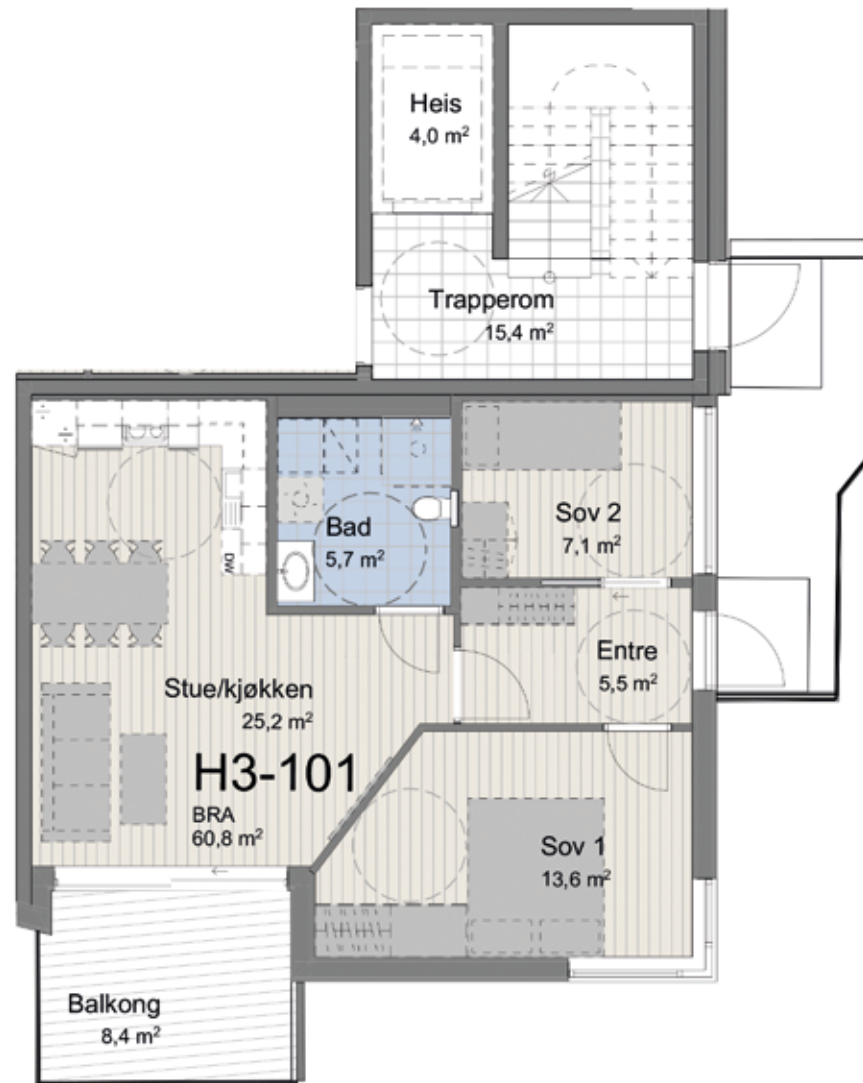 Heis
4,0 m²
Trapperom
15,4 m²
Bad
5,7 m²
Sov 2
7,1 m²
DW
Entre
5,5 m²
Stue/kjøkken
25,2 m²
H3-101
BRA
60,8 m²
Sov 1
13,6 m²
Balkong
8,4 m²